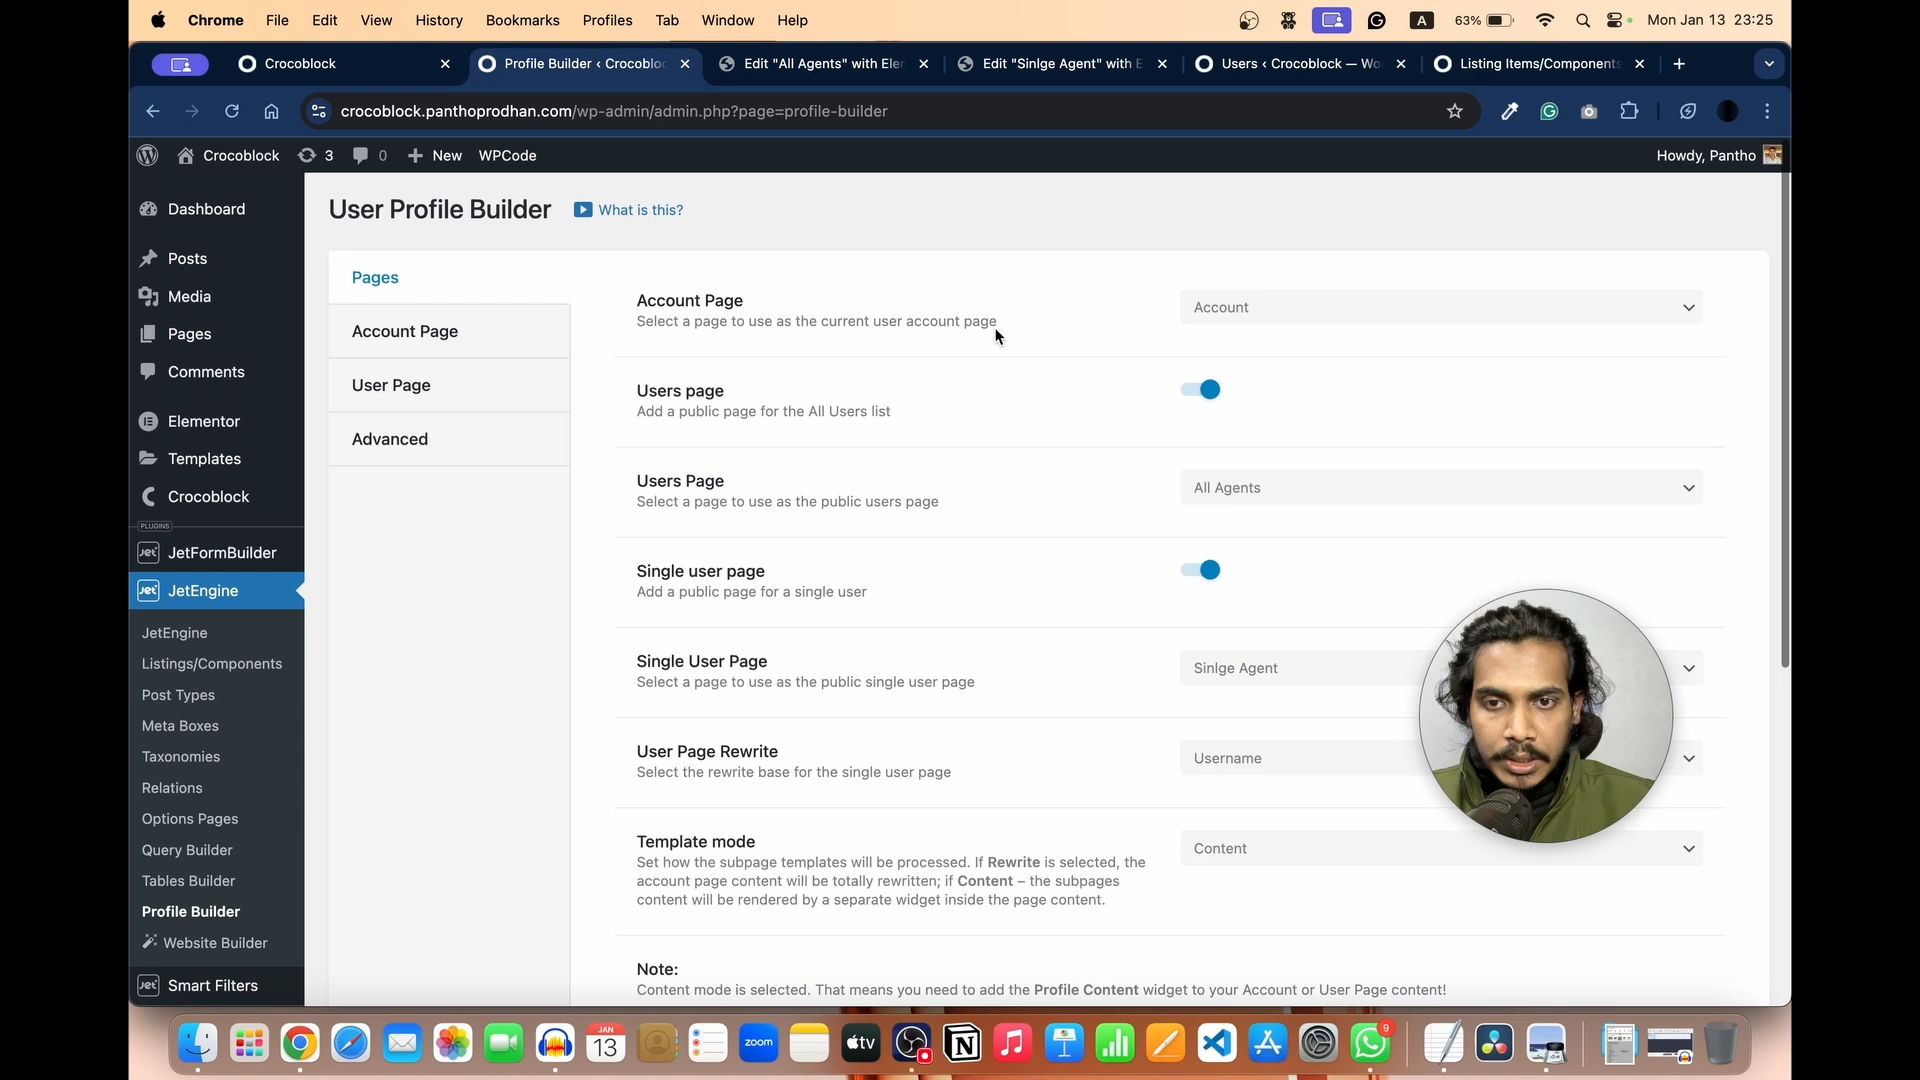 Chrome File Edit View History Bookmarks Profiles Tab Window Help A 63% Mon Jan 13 23:25
Crocoblock Profile Builder ‹ Crocobloc Edit "All Agents" with Eler Edit "Sinlge Agent" with E Users ‹ Crocoblock — Wo Listing Items/Components
crocoblock.panthoprodhan.com/wp-admin/admin.php?page=profile-builder
Crocoblock 3 0 New WPCode Howdy, Pantho
Dashboard
Posts
Media
Pages
Comments
Elementor
Templates
Crocoblock
PLUGINS
JetFormBuilder
JetEngine
JetEngine
Listings/Components
Post Types
Meta Boxes
Taxonomies
Relations
Options Pages
Query Builder
Tables Builder
Profile Builder
Website Builder
Smart Filters
User Profile Builder What is this?
Pages
Account Page
User Page
Advanced
Account Page
Select a page to use as the current user account page
Account
Users page
Add a public page for the All Users list
Users Page
Select a page to use as the public users page
All Agents
Single user page
Add a public page for a single user
Single User Page
Select a page to use as the public single user page
Sinlge Agent
User Page Rewrite
Select the rewrite base for the single user page
Username
Template mode
Set how the subpage templates will be processed. If Rewrite is selected, the
account page content will be totally rewritten; if Content – the subpages
content will be rendered by a separate widget inside the page content.
Content
Note:
Content mode is selected. That means you need to add the Profile Content widget to your Account or User Page content!
JAN
13
zoom
tv
9